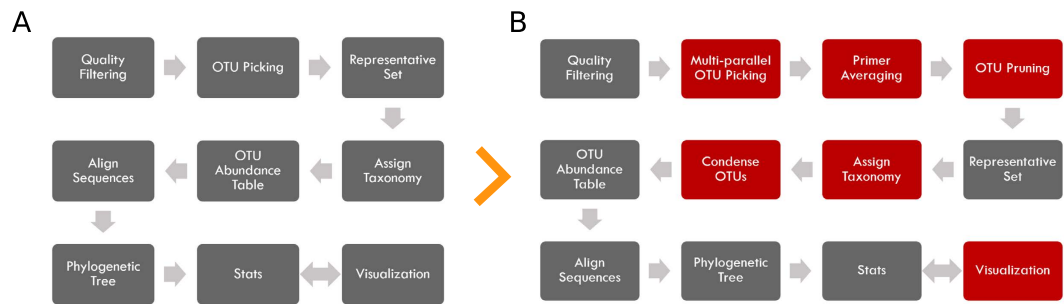 A
Quality
Filtering
OTU Picking
Representative
Set
Align
Sequences
OTU
Abundance
Table
Assign
Taxonomy
Phylogenetic
Tree
Stats
Visualization
B
Quality
Filtering
Multi-parallel
OTU Picking
Primer
Averaging
OTU Pruning
OTU
Abundance
Table
Condense
OTUs
Assign
Taxonomy
Representative
Set
Align
Sequences
Phylogenetic
Tree
Stats
Visualization